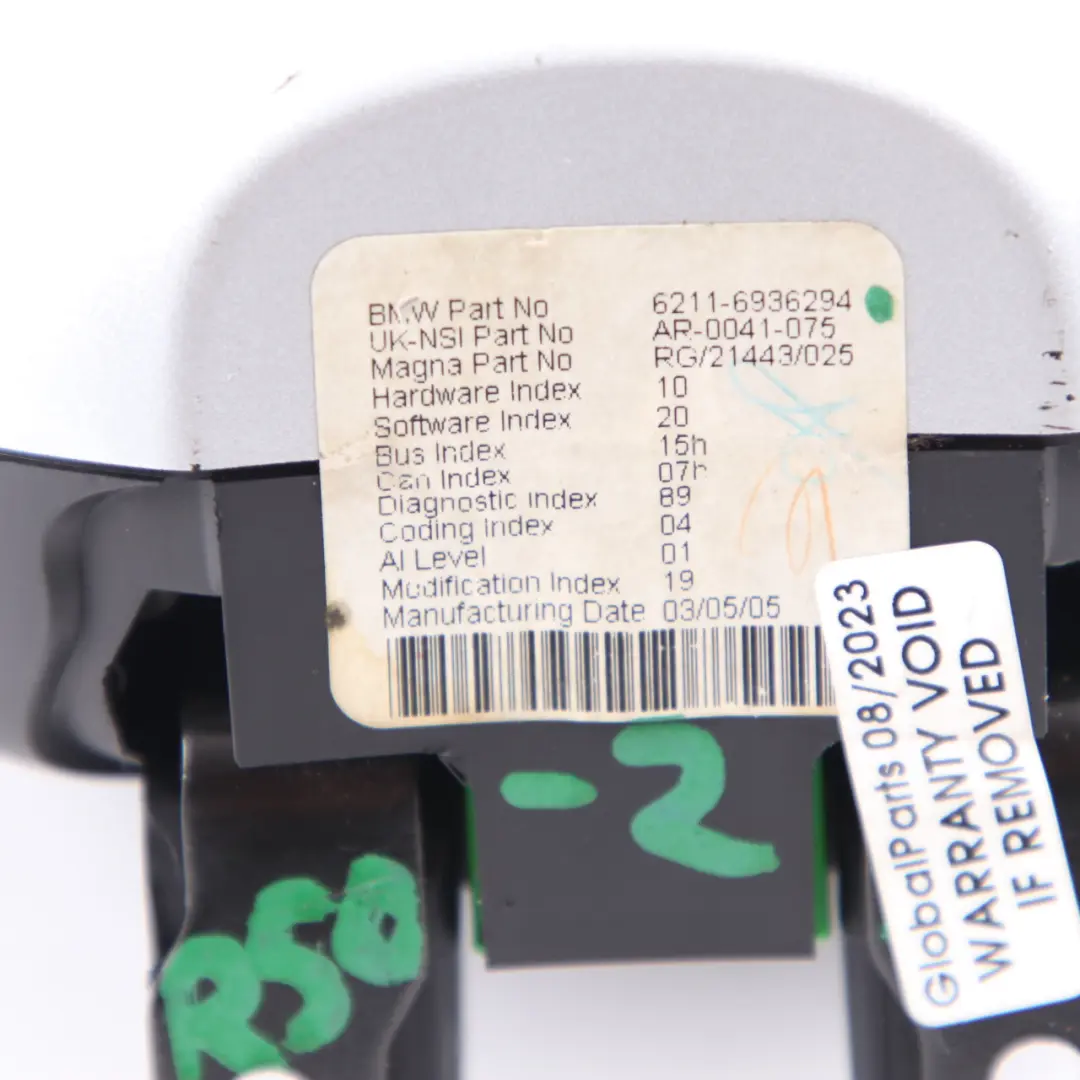 BMW Part No 6211-6936294
UK-NSI Part No AR-0041-075
Magna Part No RG/21443/025
Hardware Index 10
Software Index 20
Bus Index 15h
Can Index 07h
Diagnostic Index 89
Coding Index 04
AI Level 01
Modification Index 19
Manufacturing Date 03/05/05
GlobalParts 08/2023
WARRANTY VOID
IF REMOVED
-2
R50